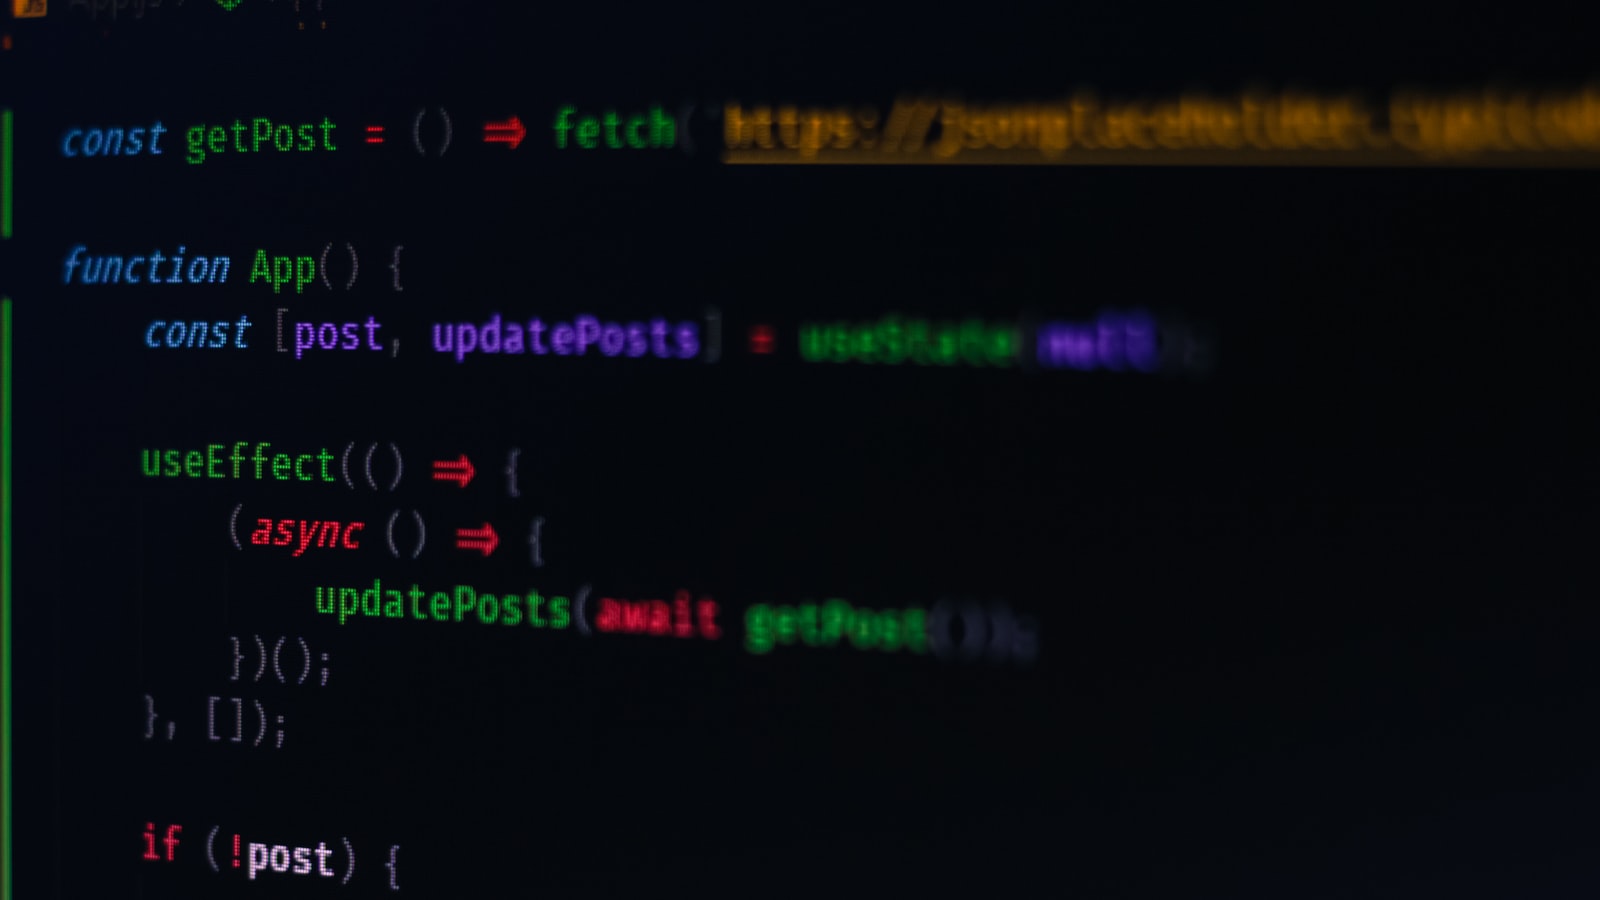 const getPost = () => fetch(`https://jsonplaceholder.typicod
function App() {
const [post, updatePosts] = useState(null);
useEffect(() => {
(async () => {
updatePosts(await getPost());
})();
}, []);
if (!post) {